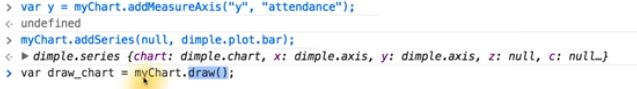 > var y = myChart.addMeasureAxis("y", "attendance");
< undefined
> myChart.addSeries(null, dimple.plot.bar);
< ▶ dimple.series {chart: dimple.chart, x: dimple.axis, y: dimple.axis, z: null, c: null…}
> var draw_chart = myChart.draw();